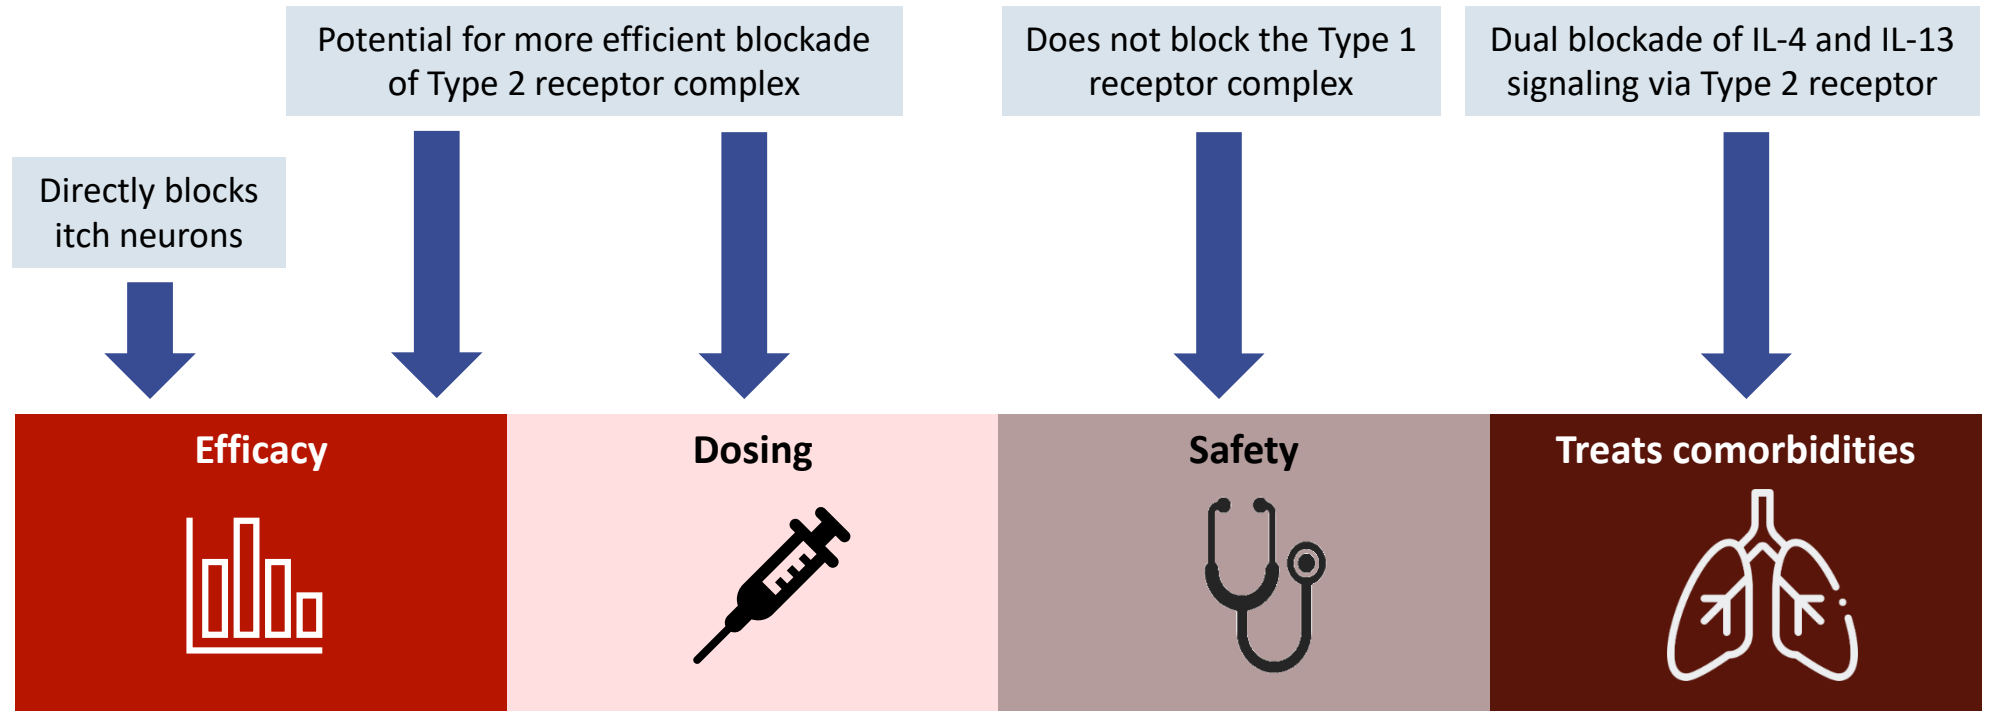 Potential for more efficient blockade
of Type 2 receptor complex
Does not block the Type 1
receptor complex
Dual blockade of IL-4 and IL-13
signaling via Type 2 receptor
Directly blocks
itch neurons
Efficacy
Dosing
Safety
Treats comorbidities